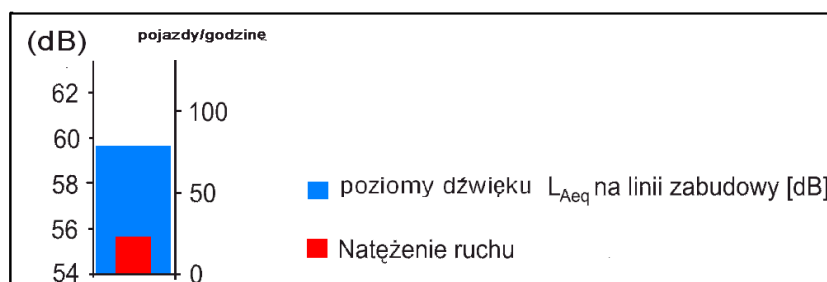 (dB)
pojazdy/godzinę
62
60
58
56
54
100
50
0
poziomy dźwięku LAeq na linii zabudowy [dB]
Natężenie ruchu